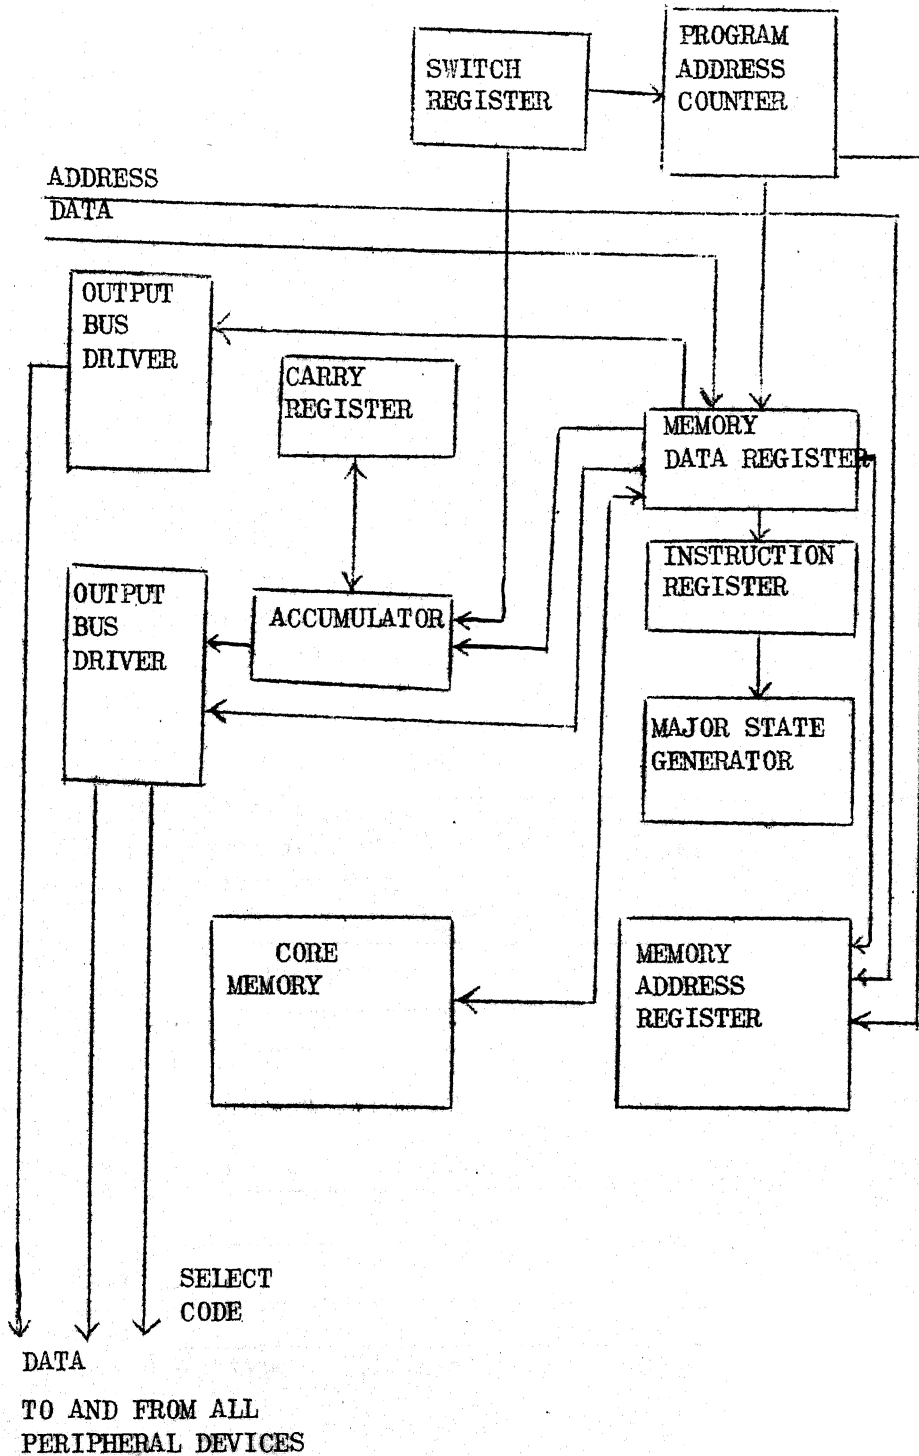 SWITCH
REGISTER
PROGRAM
ADDRESS
COUNTER
ADDRESS
DATA
OUTPUT
BUS
DRIVER
CARRY
REGISTER
MEMORY
DATA REGISTER
INSTRUCTION
REGISTER
OUTPUT
BUS
DRIVER
ACCUMULATOR
MAJOR STATE
GENERATOR
CORE
MEMORY
MEMORY
ADDRESS
REGISTER
SELECT
CODE
DATA
TO AND FROM ALL
PERIPHERAL DEVICES